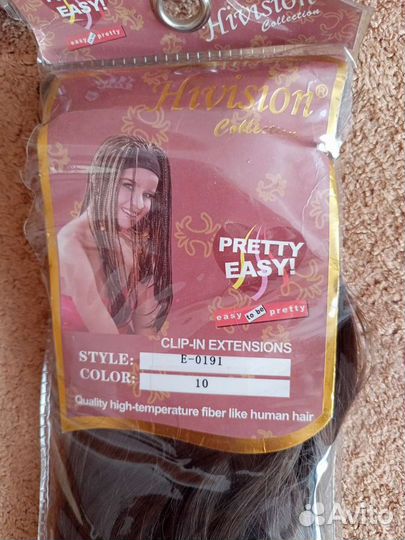 EASY!
Hivision
Collection
easy to be pretty
Hivision®
Collection
PRETTY
EASY!
easy to be pretty
CLIP-IN EXTENSIONS
STYLE: E-0191
COLOR: 10
Quality high-temperature fiber like human hair
Avito